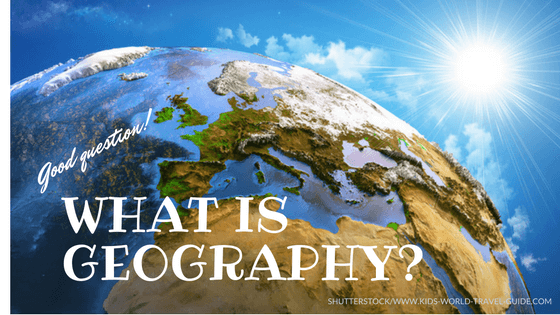 Good question!
WHAT IS
GEOGRAPHY?
SHUTTERSTOCK/WWW.KIDS-WORLD-TRAVEL-GUIDE.COM